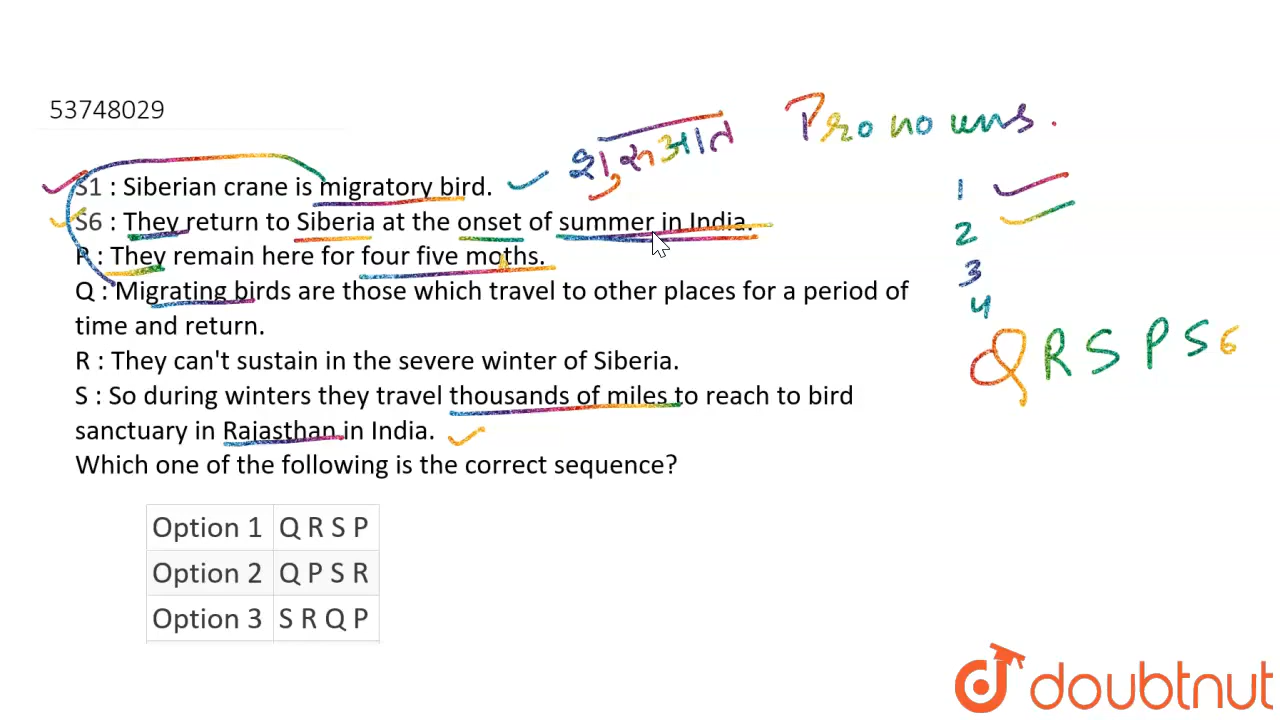 53748029
शुरुआत
Pronouns.
S1 : Siberian crane is migratory bird.
S6 : They return to Siberia at the onset of summer in India.
P : They remain here for four five moths.
Q : Migrating birds are those which travel to other places for a period of
time and return.
R : They can't sustain in the severe winter of Siberia.
S : So during winters they travel thousands of miles to reach to bird
sanctuary in Rajasthan in India.
Which one of the following is the correct sequence?
1
2
3
4
Q R S P S6
Option 1 Q R S P
Option 2 Q P S R
Option 3 S R Q P
doubtnut